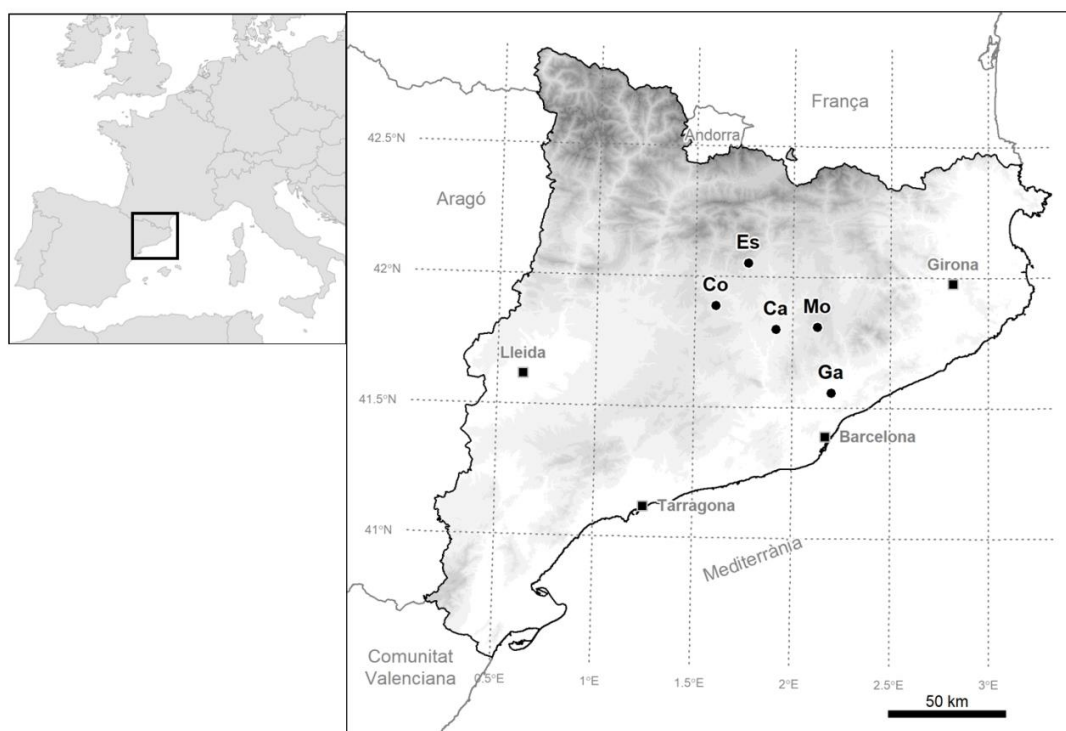 França
Andorra
42.5°N
Aragó
Es
42°N
Girona
Co
Ca
Mo
Lleida
Ga
41.5°N
Barcelona
Tarragona
41°N
Mediterrània
Comunitat
Valenciana
0.5°E
1°E
1.5°E
2°E
2.5°E
3°E
50 km